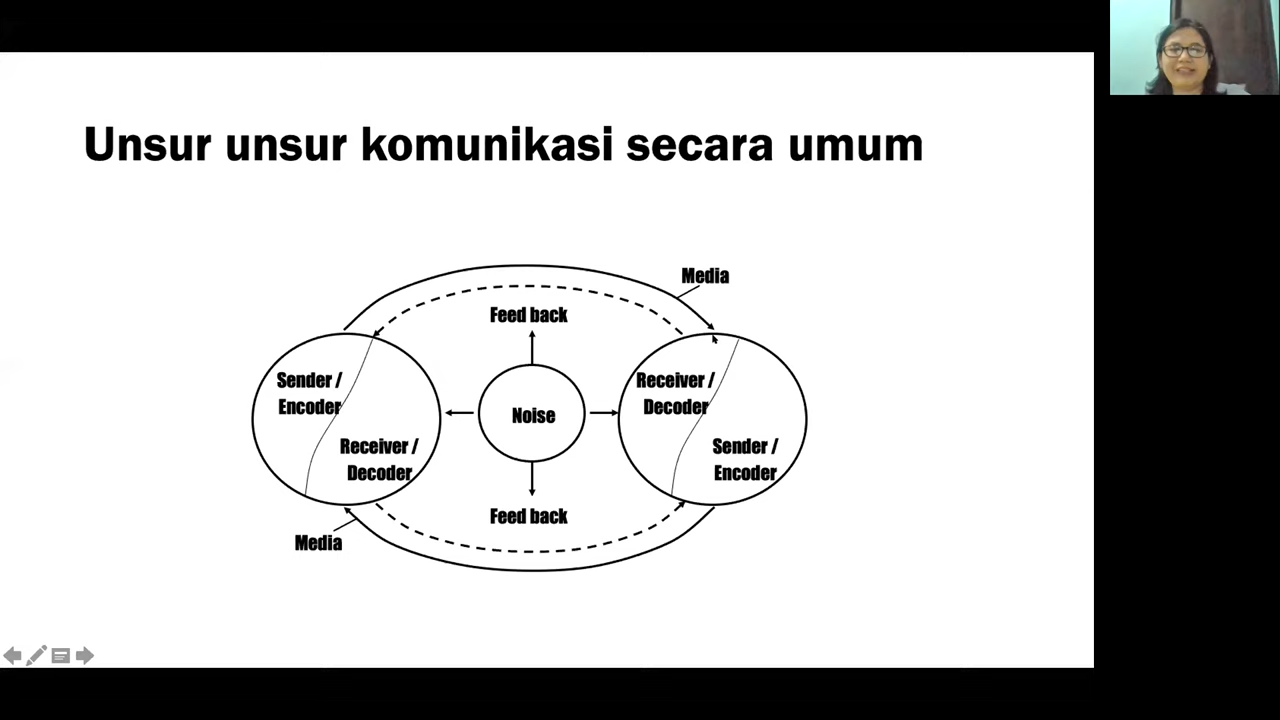 Unsur unsur komunikasi secara umum
Media
Feed back
Sender /
Encoder
Receiver /
Decoder
Noise
Receiver /
Decoder
Sender /
Encoder
Feed back
Media